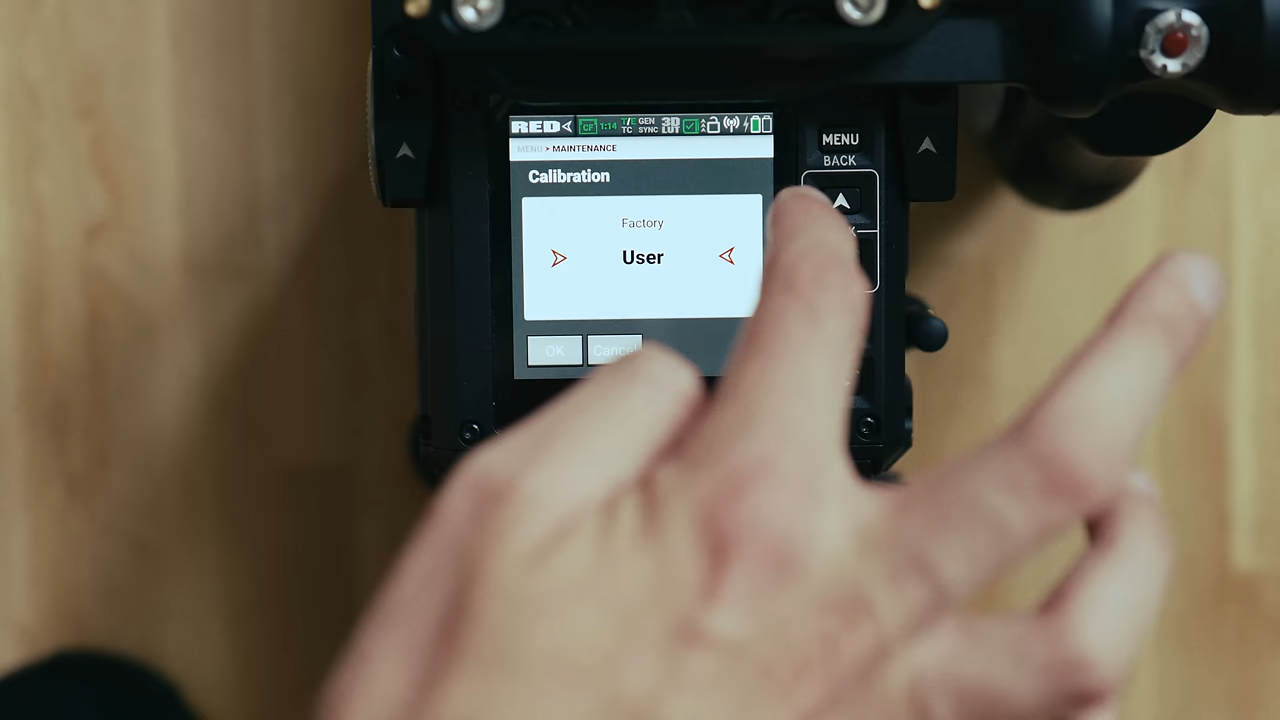 RED
CF 1:14 T/E TC GEN SYNC 3D LUT
MENU > MAINTENANCE
Calibration
Factory
User
OK Cancel
MENU
BACK